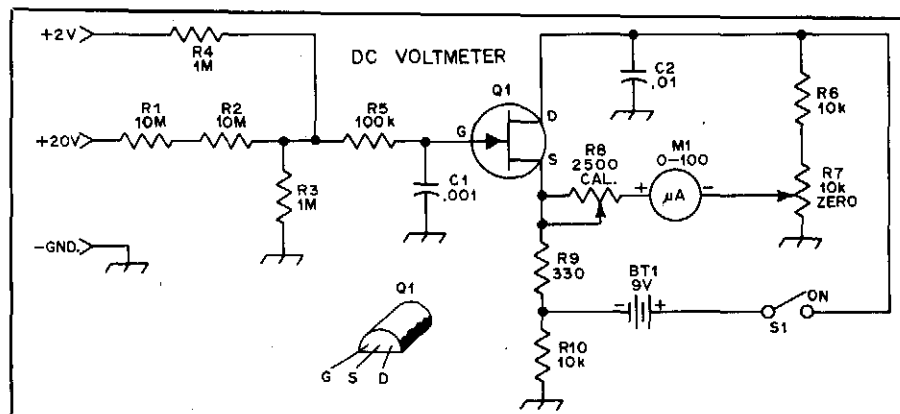 DC VOLTMETER
+2V
R4
1M
+20V
R1
10M
R2
10M
R3
1M
R5
100k
C1
.001
-GND.
Q1
G
D
S
C2
.01
R6
10k
R8
2500
CAL.
+
M1
0-100
μA
-
R7
10k
ZERO
R9
330
BT1
9V
- +
ON
S1
R10
10k
Q1
G S D